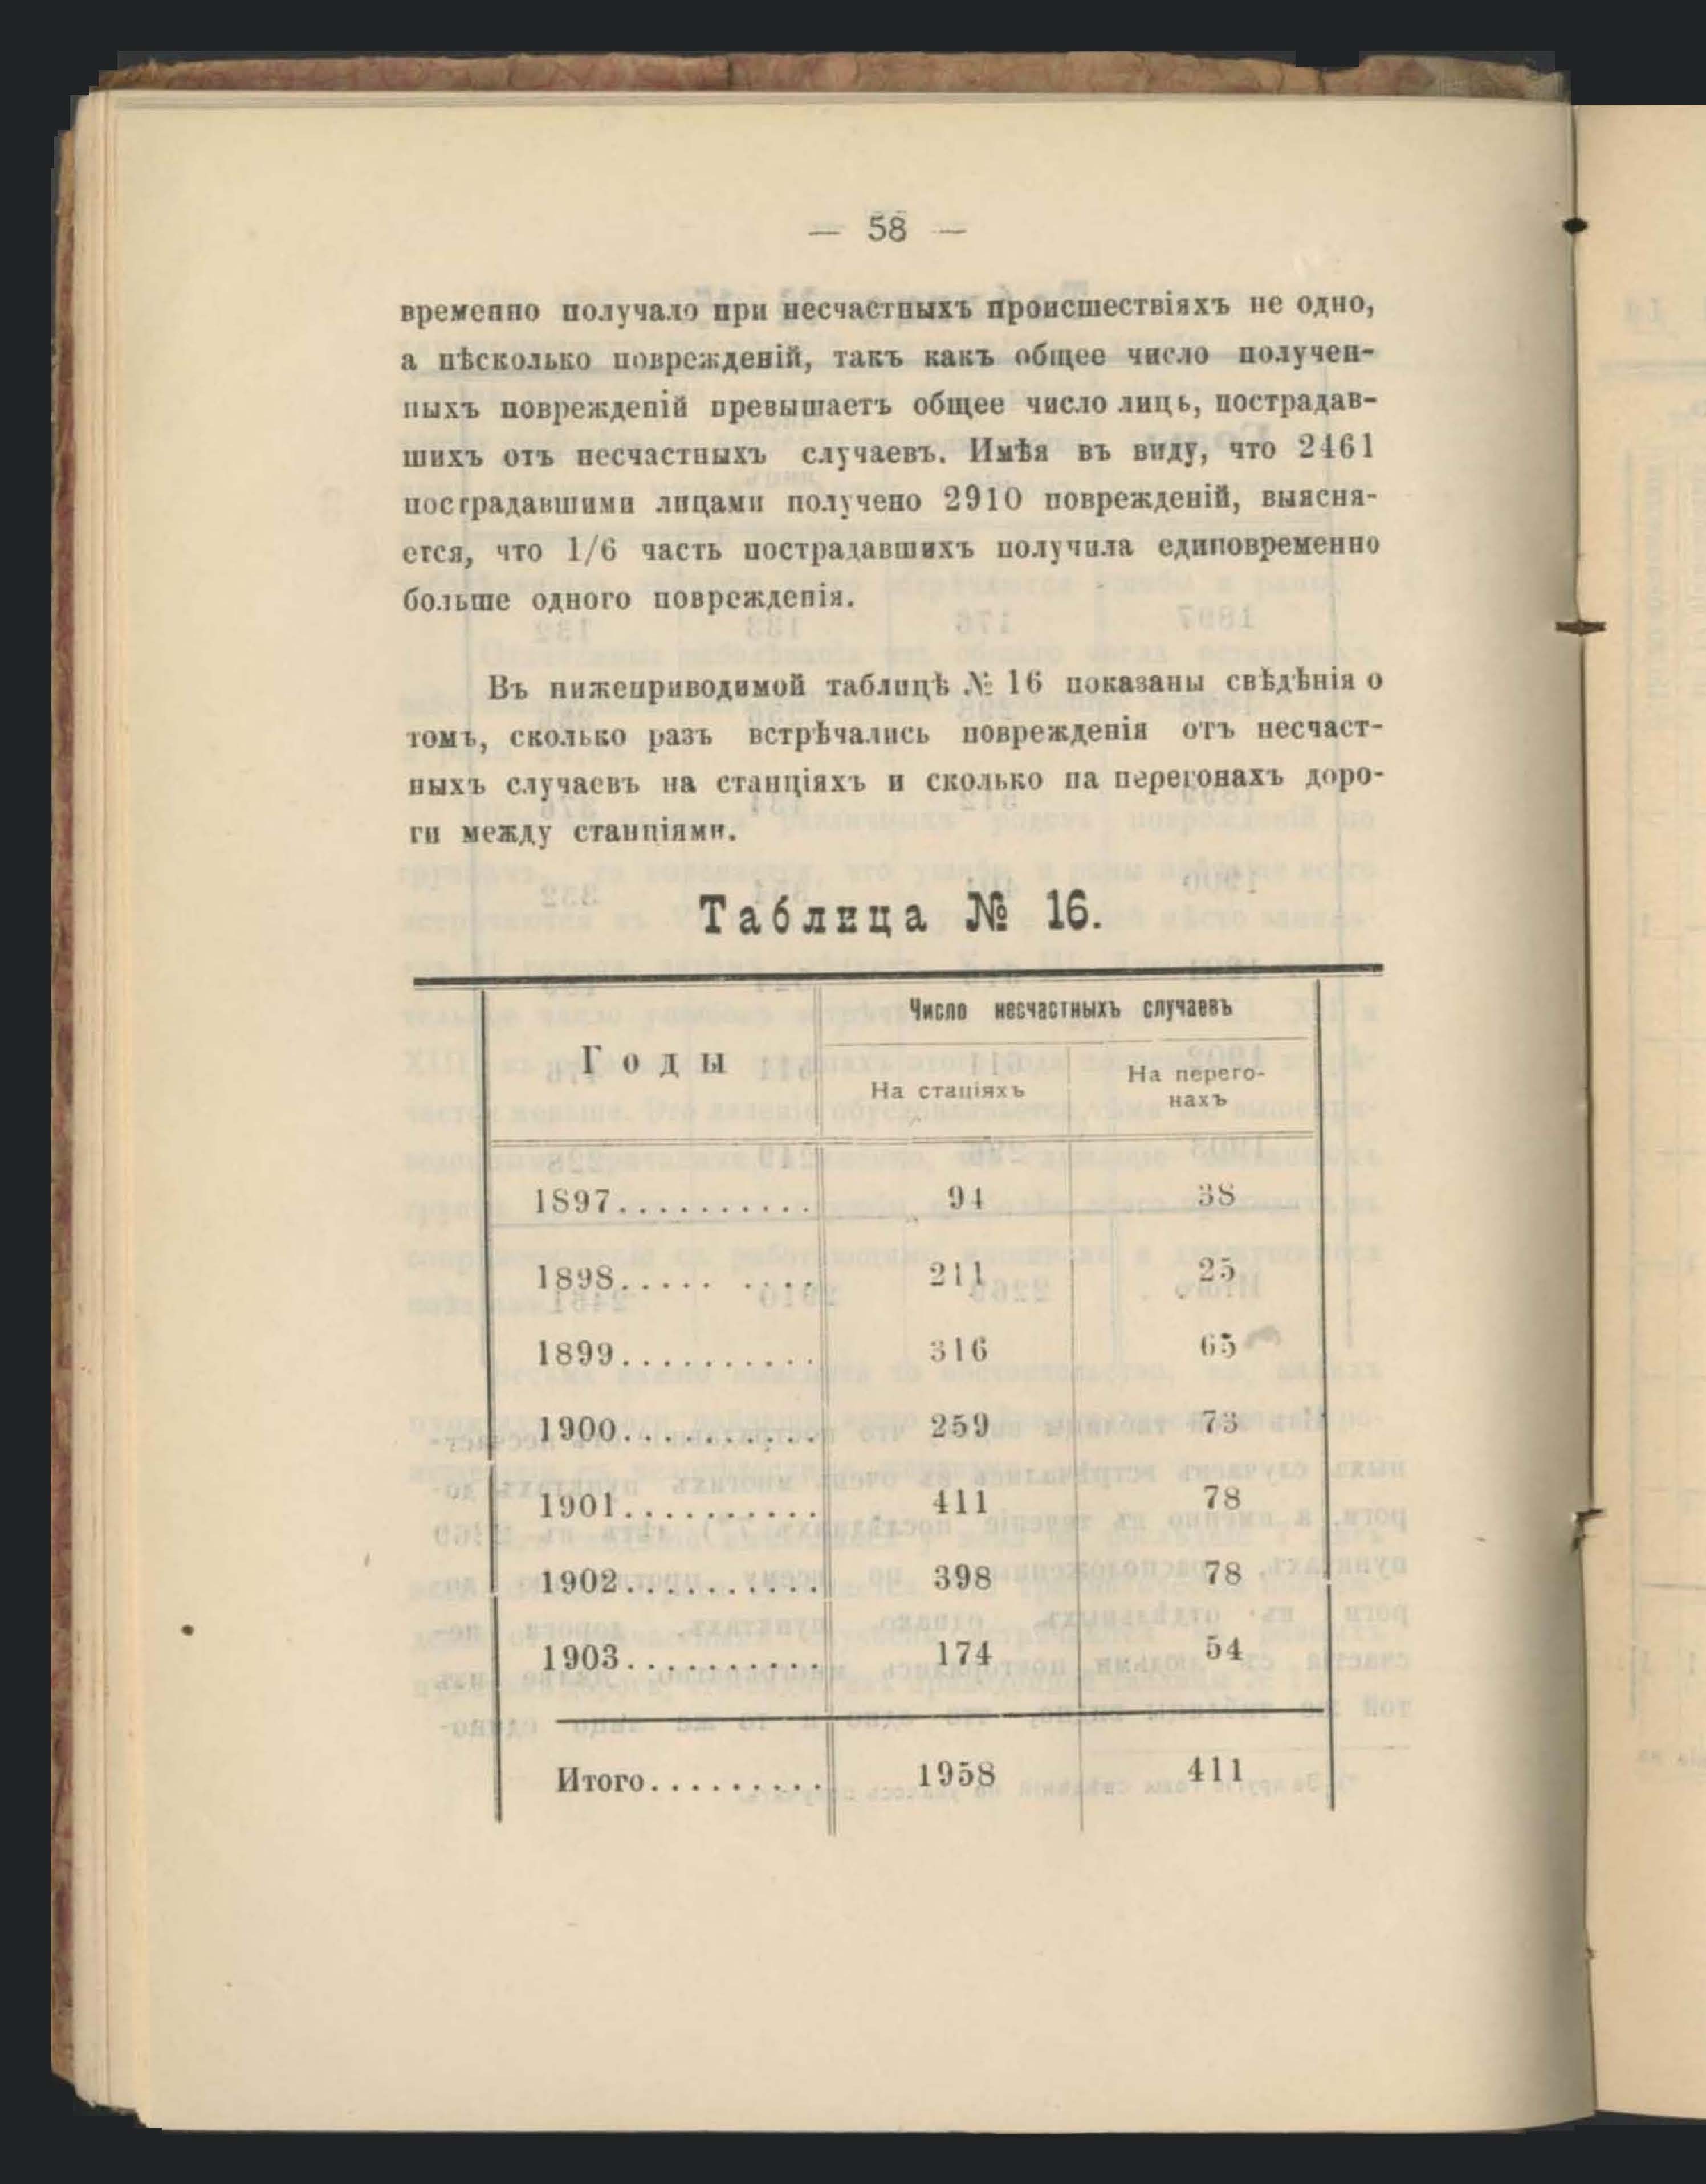 — 58 —
временно получало при несчастныхъ происшествіяхъ не одно,
а нѣсколько поврежденій, такъ какъ общее число получен-
ныхъ поврежденій превышаетъ общее число лицъ, пострадав-
шихъ отъ несчастныхъ случаевъ. Имѣя въ виду, что 2461
пострадавшими лицами получено 2910 поврежденій, выясня-
ется, что 1/6 часть пострадавшихъ получила единовременно
больше одного поврежденія.
Въ нижеприводимой таблицѣ № 16 показаны свѣдѣнія о
томъ, сколько разъ встрѣчались поврежденія отъ несчаст-
ныхъ случаевъ на станціяхъ и сколько на перегонахъ доро-
ги между станціями.
Таблица № 16.
Число несчастныхъ случаевъ
Годы
На стаціяхъ
На перего-
нахъ
1897.......... 94 38
1898..... .... 211 25
1899.......... 316 65
1900.......... 259 73
1901.......... 411 78
1902.......... 398 78
1903.......... 174 54
Итого......... 1958 411